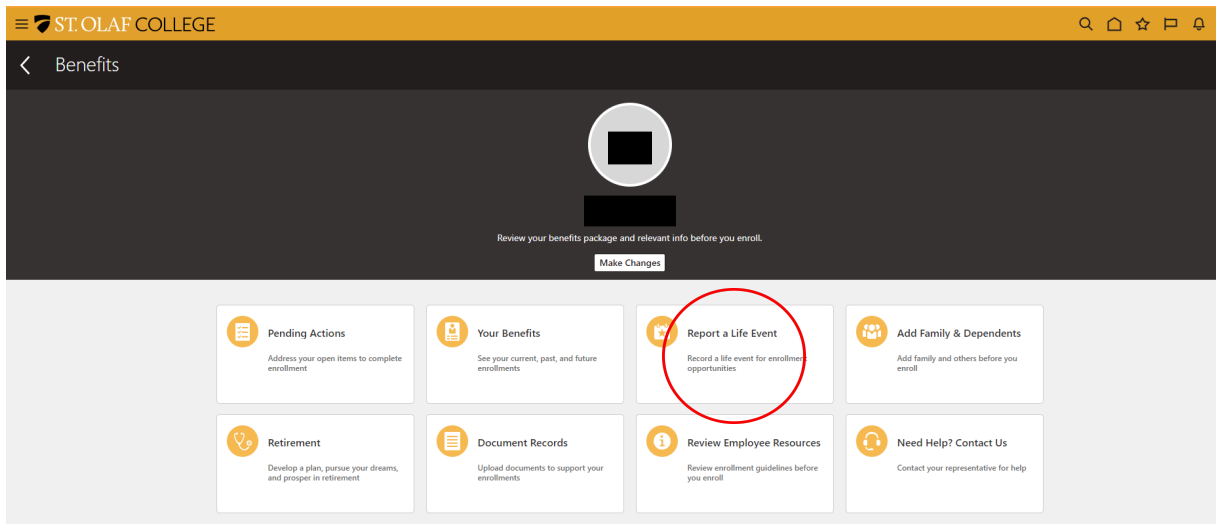 ST. OLAF COLLEGE
Benefits
Review your benefits package and relevant info before you enroll.
Make Changes
Pending Actions
Address your open items to complete
enrollment
Your Benefits
See your current, past, and future
enrollments
Report a Life Event
Record a life event for enrollment
opportunities
Add Family & Dependents
Add family and others before you
enroll
Retirement
Develop a plan, pursue your dreams,
and prosper in retirement
Document Records
Upload documents to support your
enrollments
Review Employee Resources
Review enrollment guidelines before
you enroll
Need Help? Contact Us
Contact your representative for help